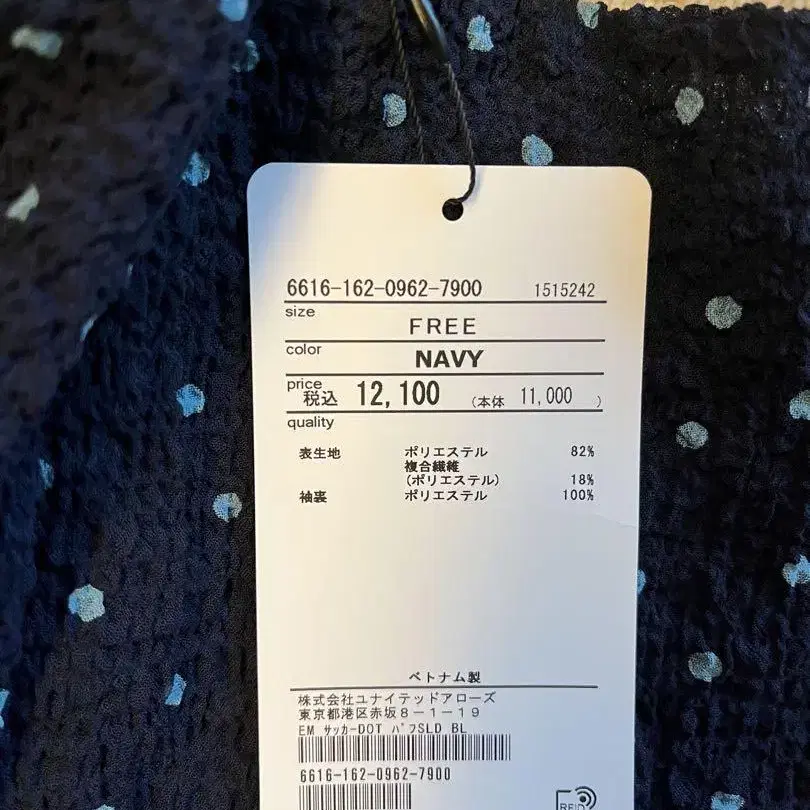 6616-162-0962-7900 1515242
size
FREE
color
NAVY
price
税込 12,100 (本体 11,000 )
quality
表生地 ポリエステル 82%
複合繊維
(ポリエステル) 18%
袖裏 ポリエステル 100%
ベトナム製
株式会社ユナイテッドアローズ
東京都港区赤坂8-1-19
EM サッカーDOT パフSLD BL
6616-162-0962-7900
RFID